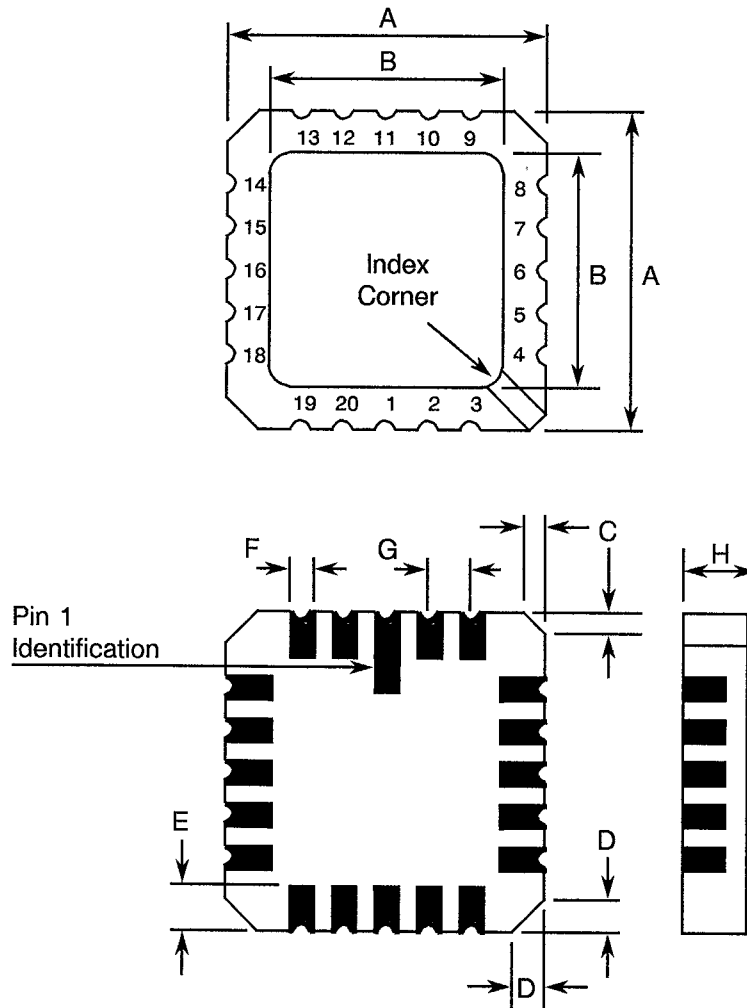 A
B
13 12 11 10 9
14 8
15 7
16 6
17 5
18 4
Index
Corner
B
A
19 20 1 2 3
F
G
C
H
Pin 1
Identification
E
D
D